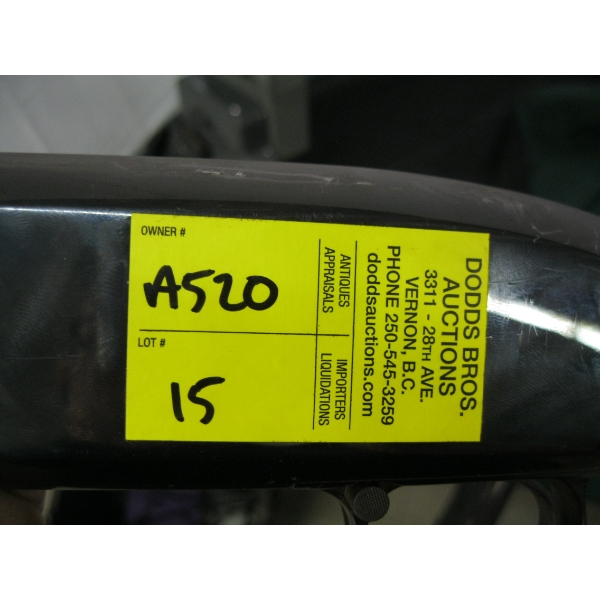 OWNER #
A520
LOT #
15
ANTIQUES
APPRAISALS
IMPORTERS
LIQUIDATIONS
DODDS BROS.
AUCTIONS
3311 - 28TH AVE.
VERNON, B.C.
PHONE 250-545-3259
doddsauctions.com